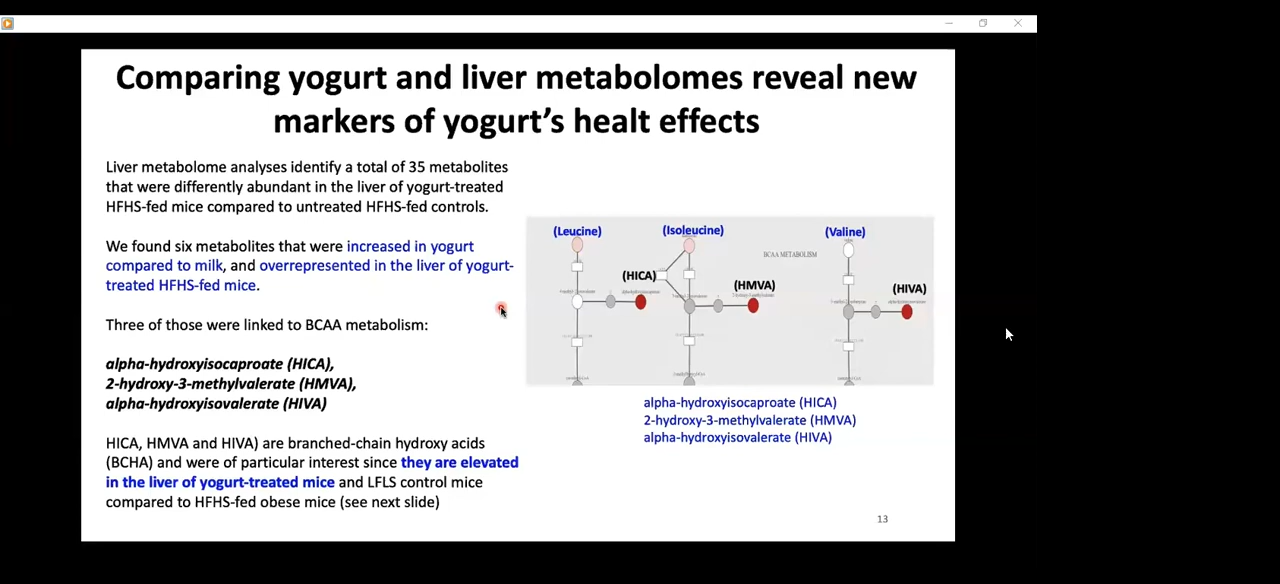 Comparing yogurt and liver metabolomes reveal new
markers of yogurt's healt effects
Liver metabolome analyses identify a total of 35 metabolites
that were differently abundant in the liver of yogurt-treated
HFHS-fed mice compared to untreated HFHS-fed controls.
We found six metabolites that were increased in yogurt
compared to milk, and overrepresented in the liver of yogurt-
treated HFHS-fed mice.
Three of those were linked to BCAA metabolism:
alpha-hydroxyisocaproate (HICA),
2-hydroxy-3-methylvalerate (HMVA),
alpha-hydroxyisovalerate (HIVA)
HICA, HMVA and HIVA) are branched-chain hydroxy acids
(BCHA) and were of particular interest since they are elevated
in the liver of yogurt-treated mice and LFLS control mice
compared to HFHS-fed obese mice (see next slide)
(Leucine)
(Isoleucine)
(Valine)
BCAA METABOLISM
(HICA)
(HMVA)
(HIVA)
alpha-hydroxyisocaproate (HICA)
2-hydroxy-3-methylvalerate (HMVA)
alpha-hydroxyisovalerate (HIVA)
13